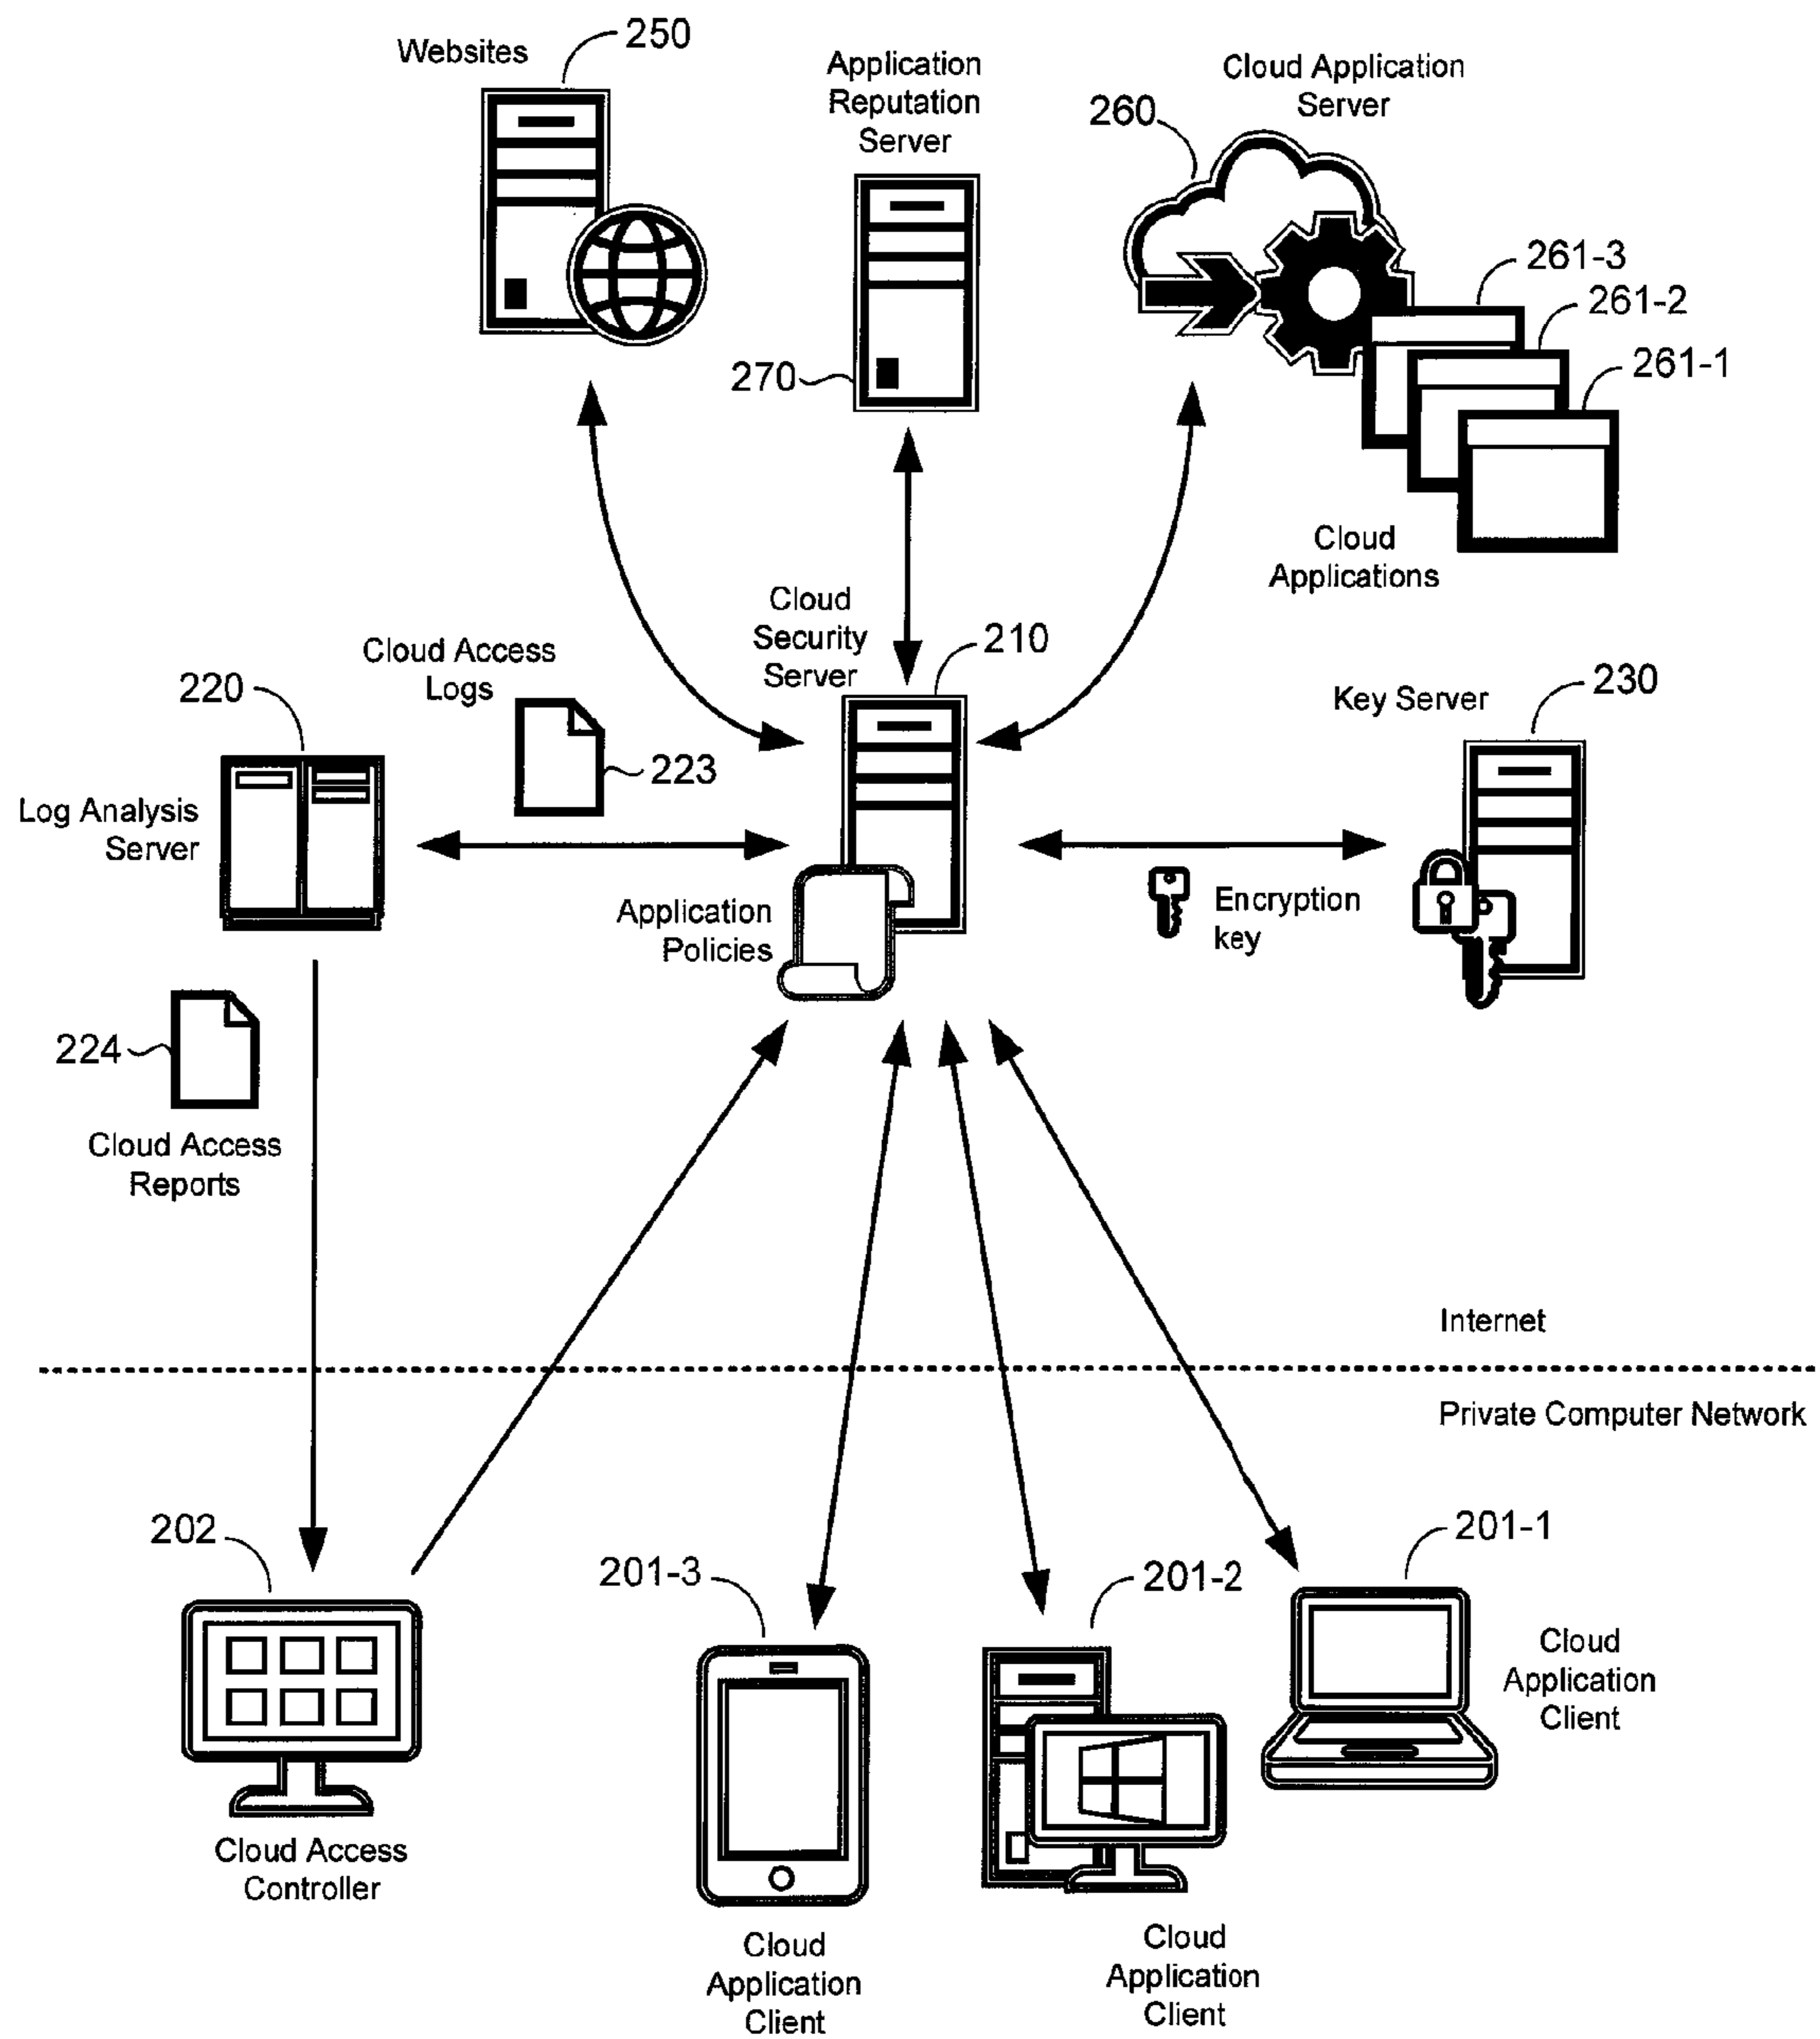 Websites
250
Application
Reputation
Server
270
Cloud Application
Server
260
261-3
261-2
261-1
Cloud
Applications
Cloud
Security
Server
210
Cloud Access
Logs
223
220
Log Analysis
Server
Application
Policies
Key Server
230
Encryption
key
224
Cloud Access
Reports
Internet
Private Computer Network
202
Cloud Access
Controller
201-3
Cloud
Application
Client
201-2
Cloud
Application
Client
201-1
Cloud
Application
Client